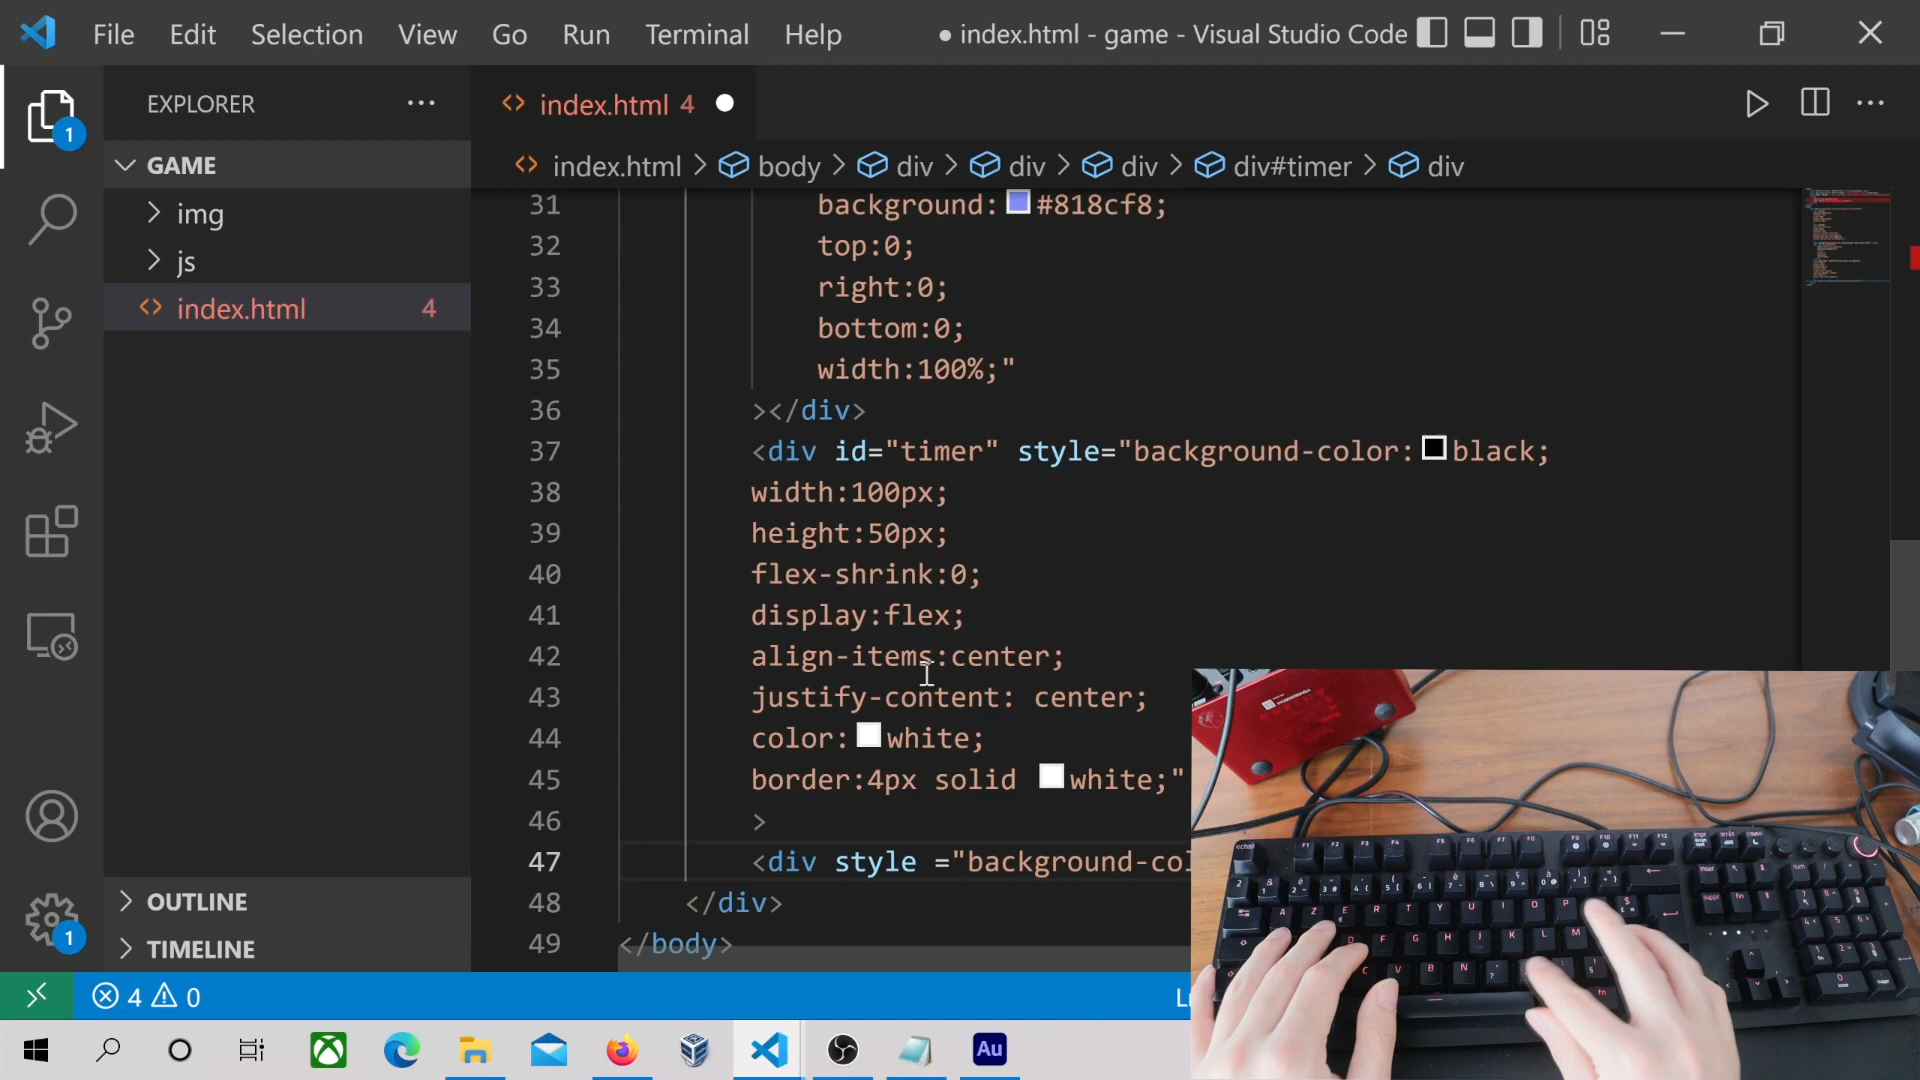 File Edit Selection View Go Run Terminal Help
● index.html - game - Visual Studio Code
EXPLORER
index.html 4
index.html > body > div > div > div > div#timer > div
GAME
img
js
index.html 4
31 background: #818cf8;
32 top:0;
33 right:0;
34 bottom:0;
35 width:100%;"
36 ></div>
37 <div id="timer" style="background-color: black;
38 width:100px;
39 height:50px;
40 flex-shrink:0;
41 display:flex;
42 align-items:center;
43 justify-content: center;
44 color: white;
45 border:4px solid white;"
46 >
47 <div style ="background-col
48 </div>
49 </body>
1
OUTLINE
TIMELINE
1
4 0
Au